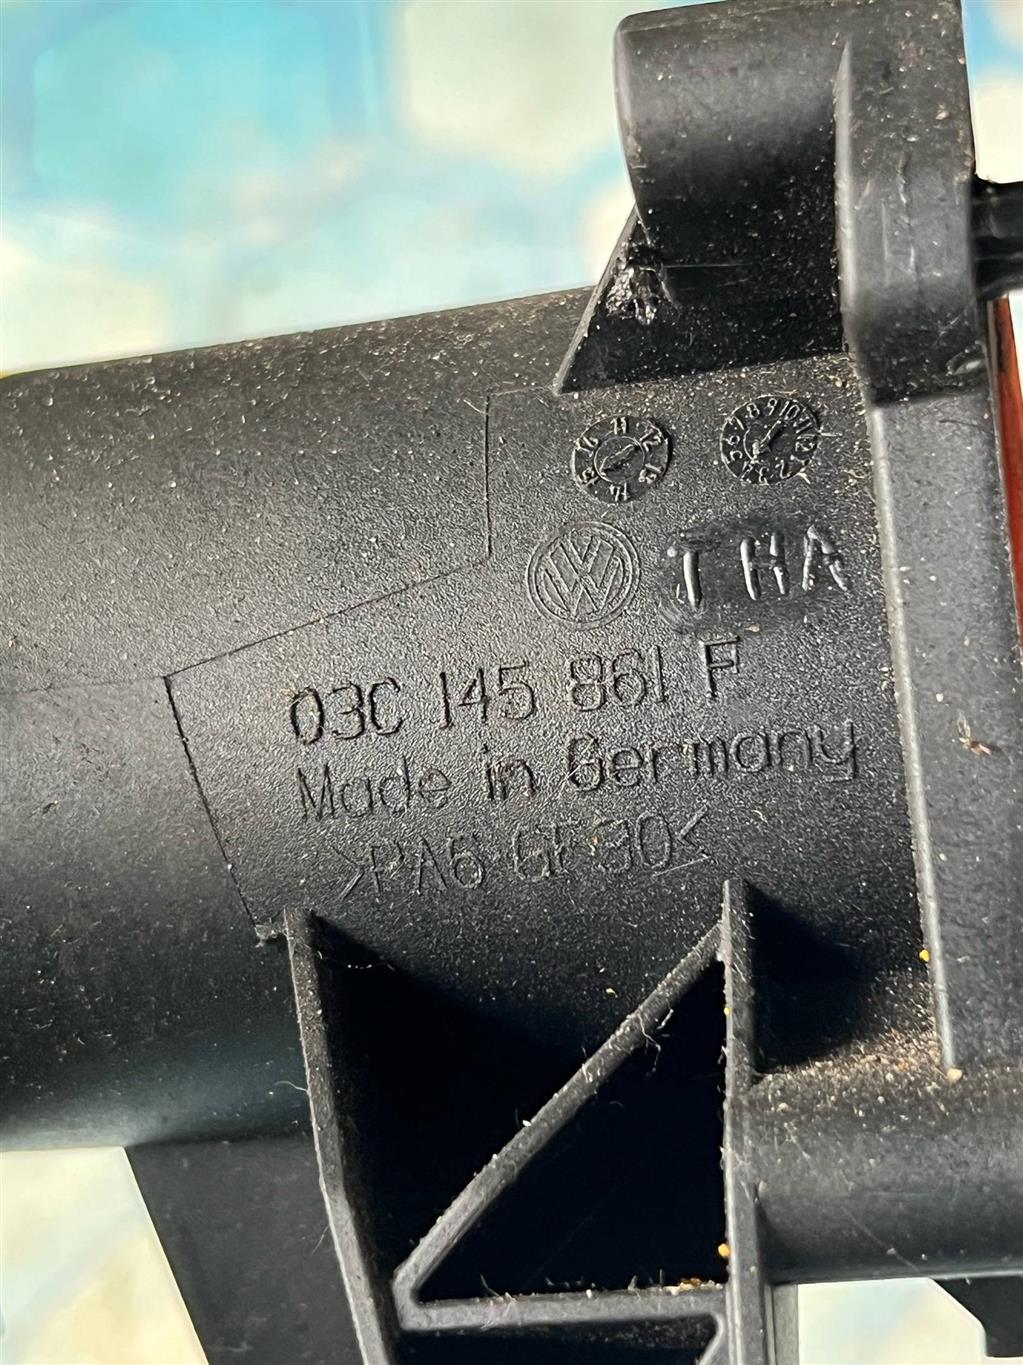 THA
03C 145 861 F
Made in Germany
>PA6 GF30<